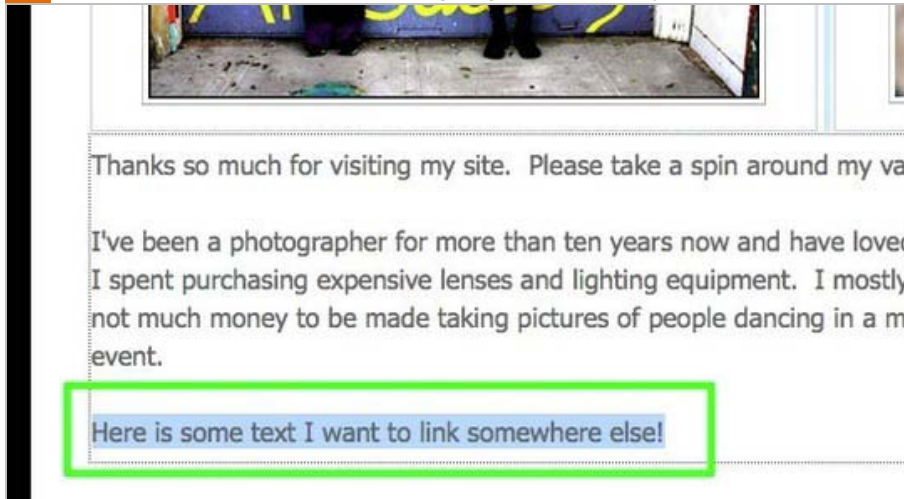 Thanks so much for visiting my site.  Please take a spin around my
I've been a photographer for more than ten years now and have
I spent purchasing expensive lenses and lighting equipment.  I mostly
not much money to be made taking pictures of people dancing in a
event.
Here is some text I want to link somewhere else!